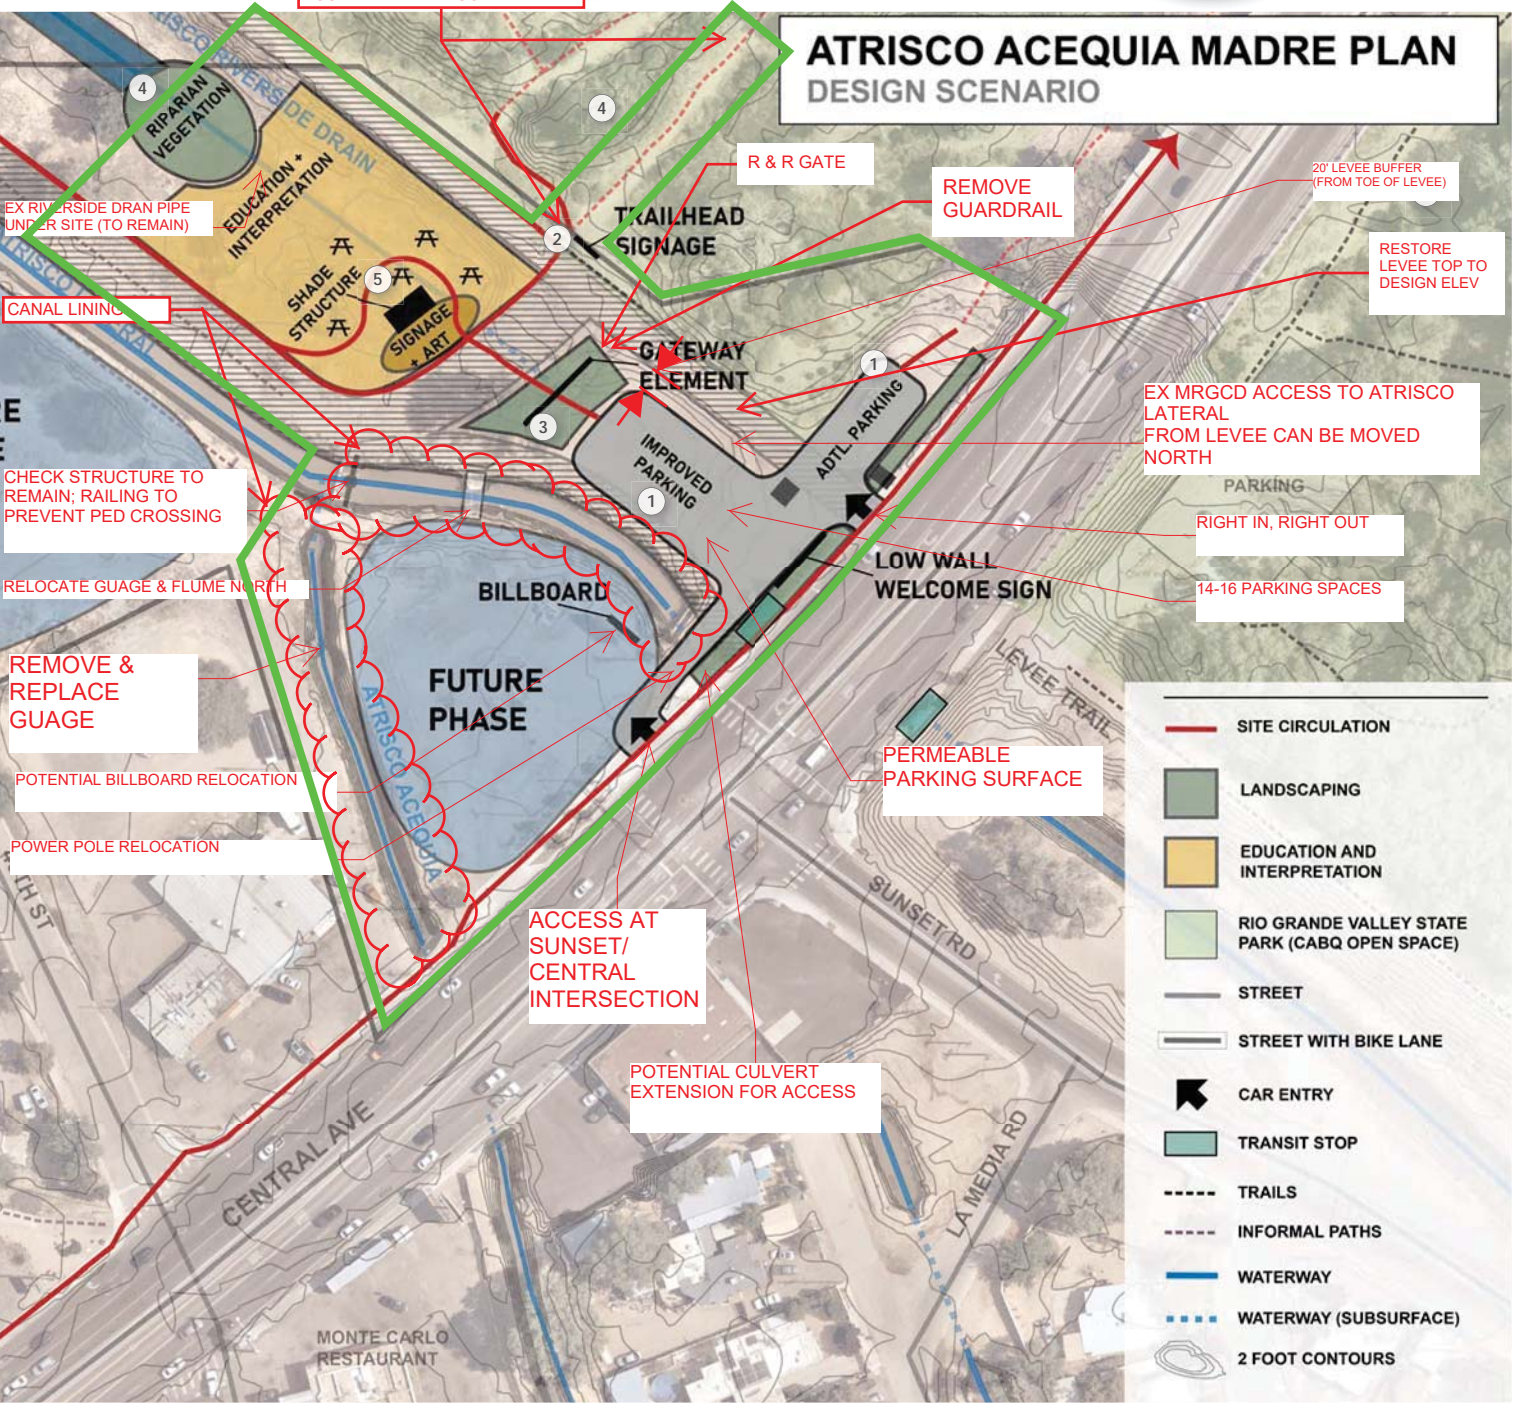 ATRISCO ACEQUIA MADRE PLAN
DESIGN SCENARIO
RIVERSIDE DRAIN
4
RIPARIAN
VEGETATION
4
R & R GATE
REMOVE
GUARDRAIL
20' LEVEE BUFFER
(FROM TOE OF LEVEE)
EX RIVERSIDE DRAN PIPE
UNDER SITE (TO REMAIN)
EDUCATION +
INTERPRETATION
2
TRAILHEAD
SIGNAGE
RESTORE
LEVEE TOP TO
DESIGN ELEV
5
SHADE
STRUCTURE
CANAL LINING
SIGNAGE
+ ART
GATEWAY
ELEMENT
1
ADTL. PARKING
3
EX MRGCD ACCESS TO ATRISCO
LATERAL
FROM LEVEE CAN BE MOVED
NORTH
PARKING
IMPROVED
PARKING
1
CHECK STRUCTURE TO
REMAIN; RAILING TO
PREVENT PED CROSSING
RIGHT IN, RIGHT OUT
LOW WALL
WELCOME SIGN
14-16 PARKING SPACES
RELOCATE GUAGE & FLUME NORTH
BILLBOARD
REMOVE &
REPLACE
GUAGE
FUTURE
PHASE
ATRISCO ACEQUIA
LEVEE TRAIL
POTENTIAL BILLBOARD RELOCATION
PERMEABLE
PARKING SURFACE
POWER POLE RELOCATION
SUNSET RD
ACCESS AT
SUNSET/
CENTRAL
INTERSECTION
POTENTIAL CULVERT
EXTENSION FOR ACCESS
CENTRAL AVE
LA MEDIA RD
MONTE CARLO
RESTAURANT
SITE CIRCULATION
LANDSCAPING
EDUCATION AND
INTERPRETATION
RIO GRANDE VALLEY STATE
PARK (CABQ OPEN SPACE)
STREET
STREET WITH BIKE LANE
CAR ENTRY
TRANSIT STOP
TRAILS
INFORMAL PATHS
WATERWAY
WATERWAY (SUBSURFACE)
2 FOOT CONTOURS